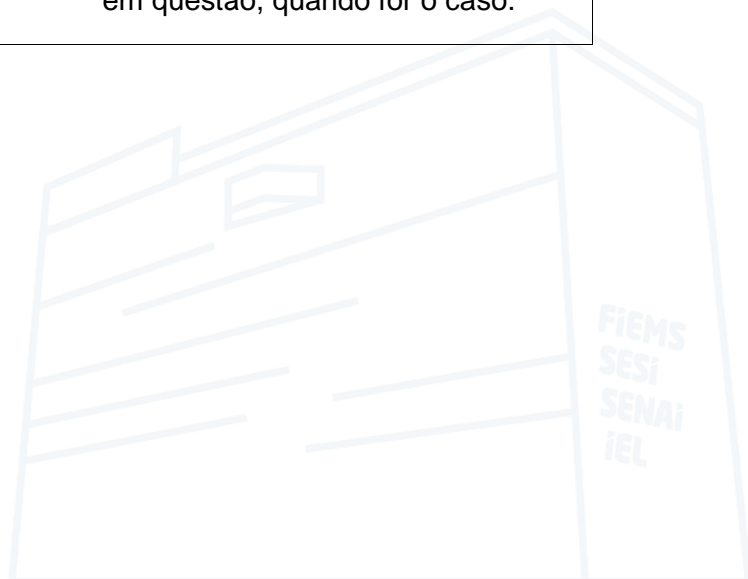 em questão, quando for o caso.
FiEMS
SESi
SENAi
iEL